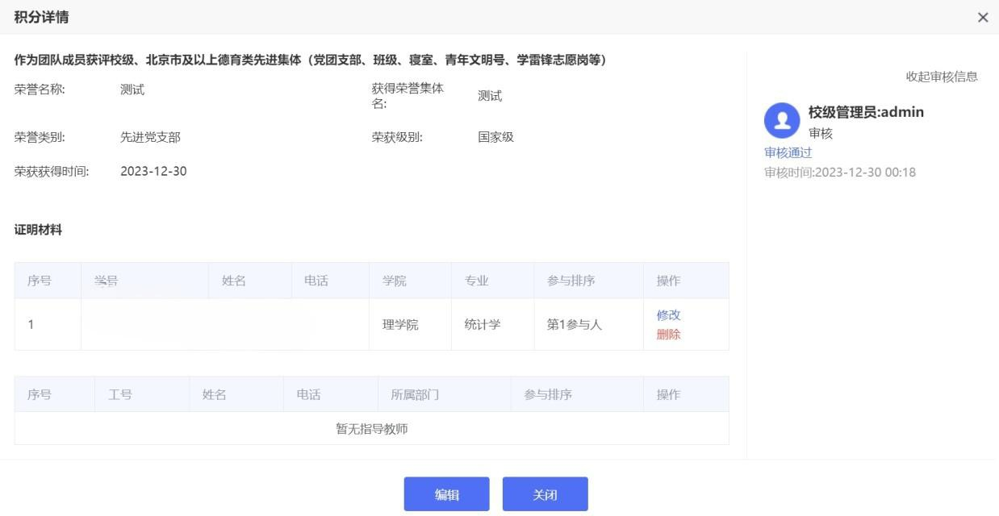 积分详情
作为团队成员获评校级、北京市及以上德育类先进集体（党团支部、班级、寝室、青年文明号、学雷锋志愿岗等）
收起审核信息
荣誉名称: 测试 获得荣誉集体名: 测试
校级管理员:admin
审核
荣誉类别: 先进党支部 荣获级别: 国家级
审核通过
荣获获得时间: 2023-12-30
审核时间:2023-12-30 00:18
证明材料
序号 学号 姓名 电话 学院 专业 参与排序 操作
1 理学院 统计学 第1参与人 修改
删除
序号 工号 姓名 电话 所属部门 参与排序 操作
暂无指导教师
编辑 关闭